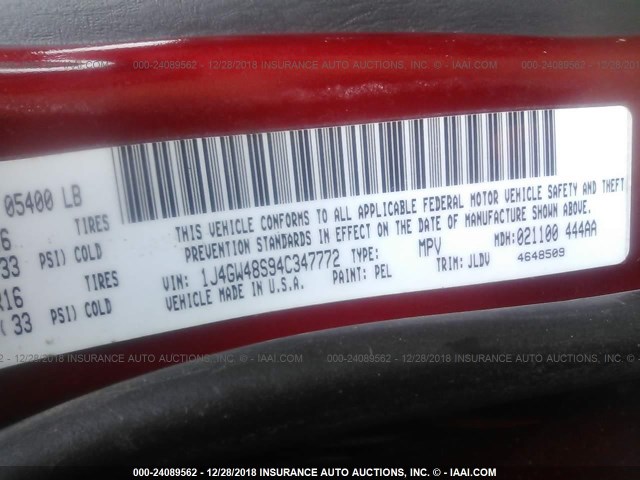 000-24089562 - 12/28/2018 INSURANCE AUTO AUCTIONS, INC. - IAAI.COM
05400 LB
TIRES
33 PSI) COLD
TIRES
R16
( 33 PSI) COLD
THIS VEHICLE CONFORMS TO ALL APPLICABLE FEDERAL MOTOR VEHICLE SAFETY AND THEFT
PREVENTION STANDARDS IN EFFECT ON THE DATE OF MANUFACTURE SHOWN ABOVE.
VIN: 1J4GW48S94C347772 TYPE: MPV MDH: 021100 444AA
VEHICLE MADE IN U.S.A. PAINT: PEL TRIM: JLDV 4648509
000-24089562 - 12/28/2018 INSURANCE AUTO AUCTIONS, INC. - IAAI.COM
000-24089562 - 12/28/2018 INSURANCE AUTO AUCTIONS, INC. - IAAI.COM